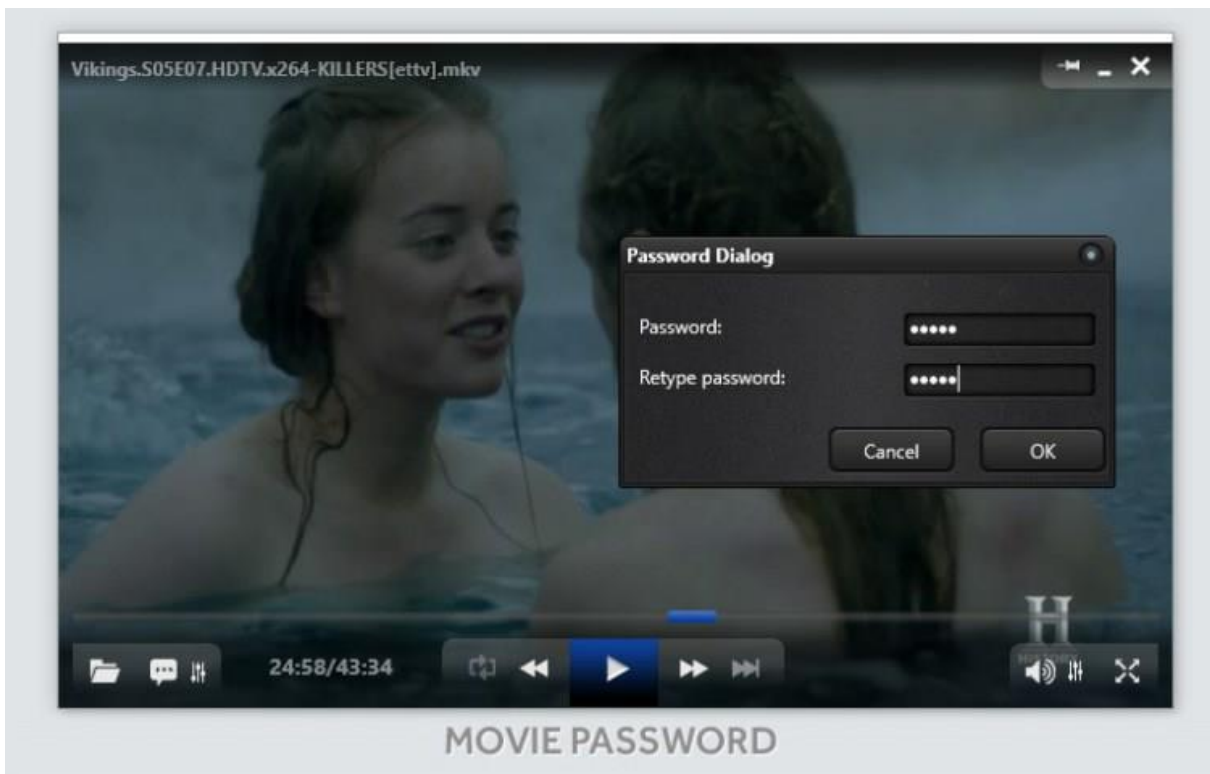 Vikings.S05E07.HDTV.x264-KILLERS[ettv].mkv
Password Dialog
Password:
Retype password:
Cancel
OK
H
24:58/43:34
MOVIE PASSWORD